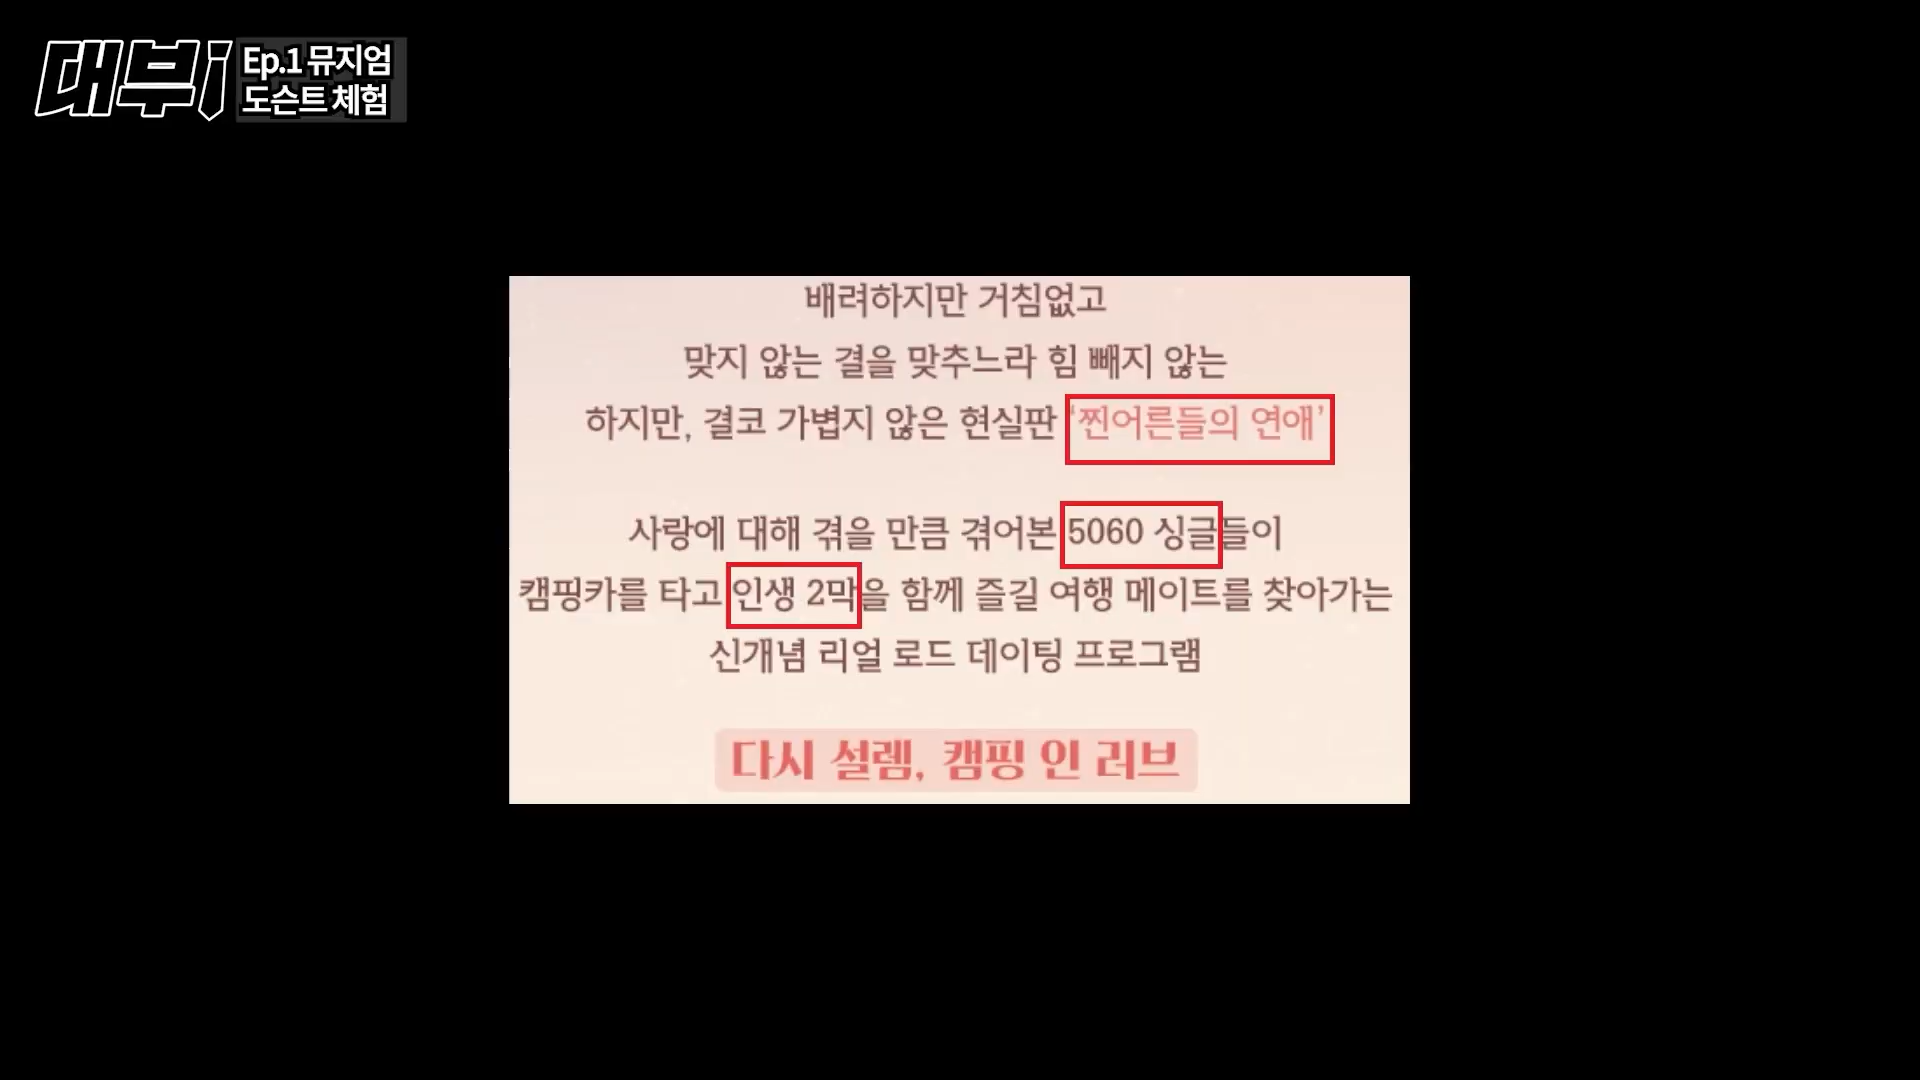 대부i
Ep.1 뮤지엄
도슨트 체험
배려하지만 거침없고
맞지 않는 결을 맞추느라 힘 빼지 않는
하지만, 결코 가볍지 않은 현실판 '찐어른들의 연애'
사랑에 대해 겪을 만큼 겪어본 5060 싱글들이
캠핑카를 타고 인생 2막을 함께 즐길 여행 메이트를 찾아가는
신개념 리얼 로드 데이팅 프로그램
다시 설렘, 캠핑 인 러브